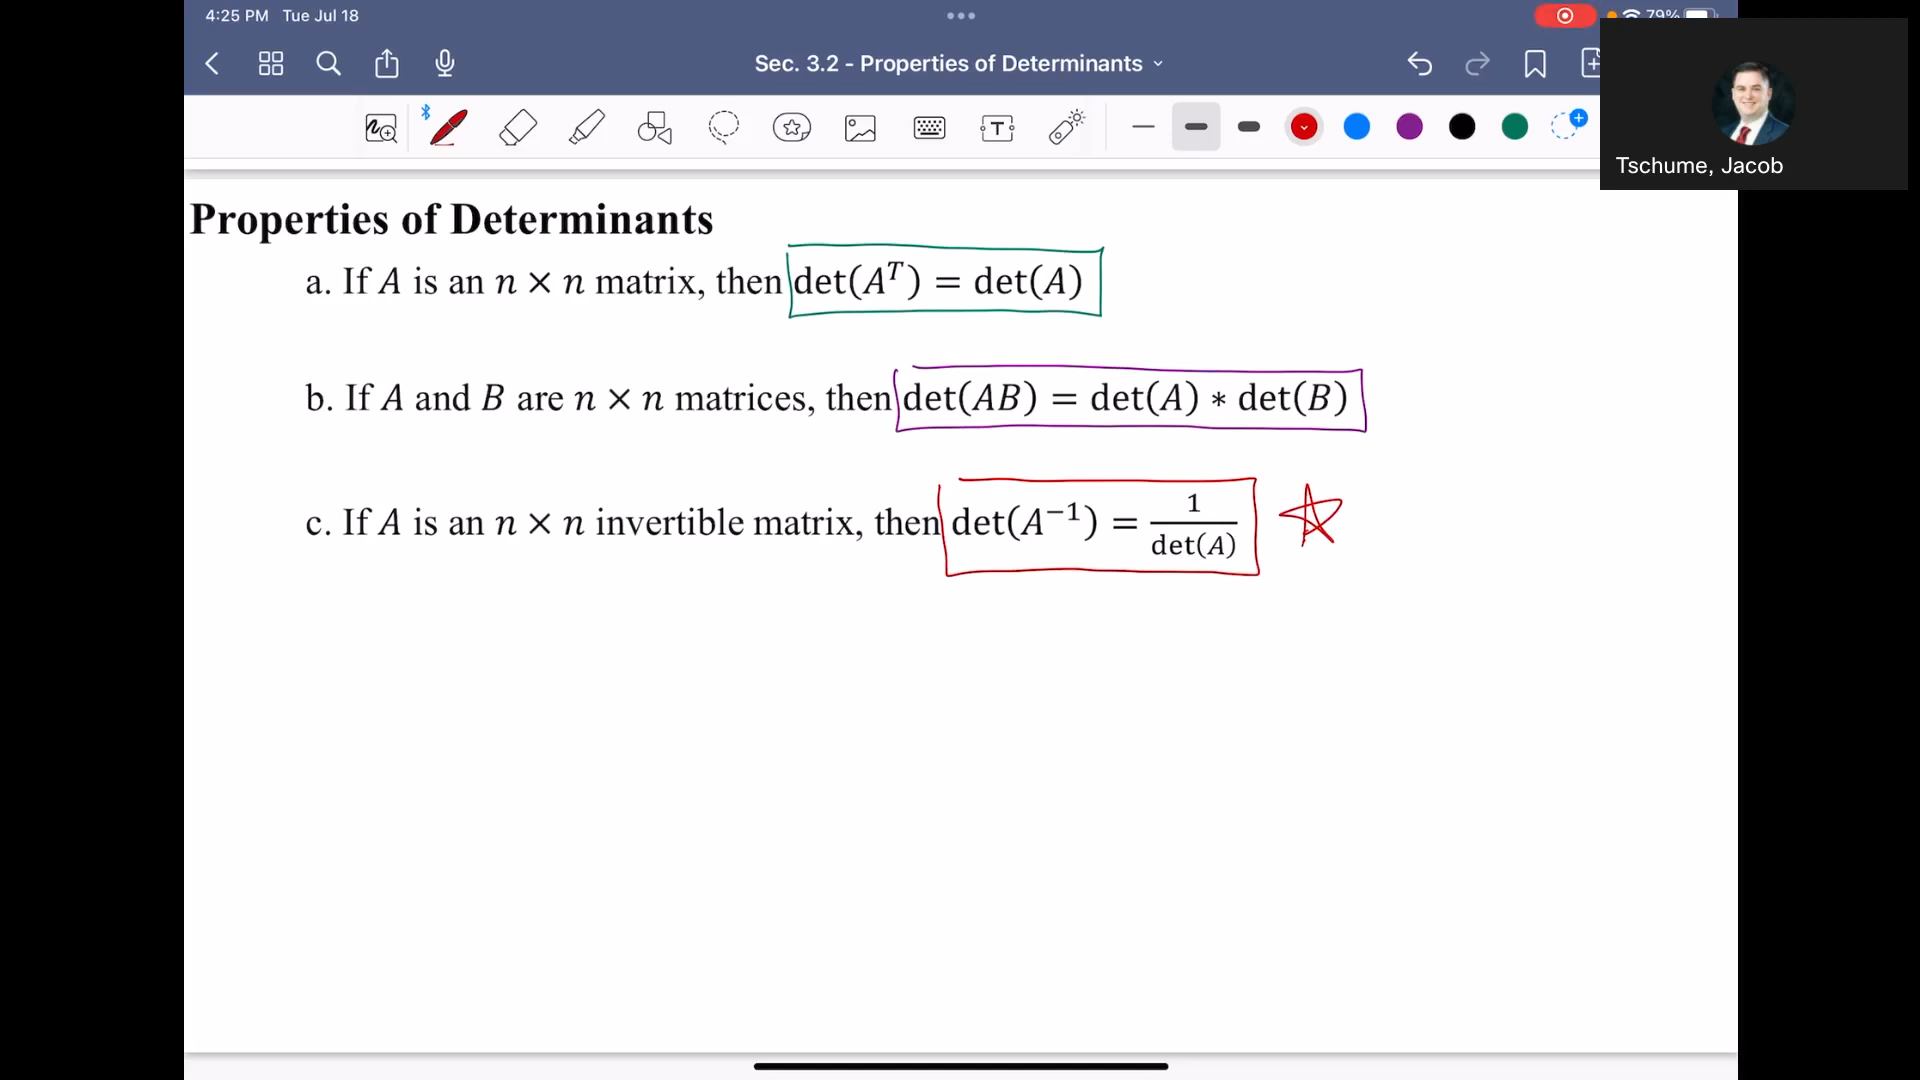 4:25 PM Tue Jul 18
79%
Sec. 3.2 - Properties of Determinants
T
Tschume, Jacob
Properties of Determinants
a. If A is an n × n matrix, then det(Aᵀ) = det(A)
b. If A and B are n × n matrices, then det(AB) = det(A) * det(B)
c. If A is an n × n invertible matrix, then det(A⁻¹) = 1/det(A)